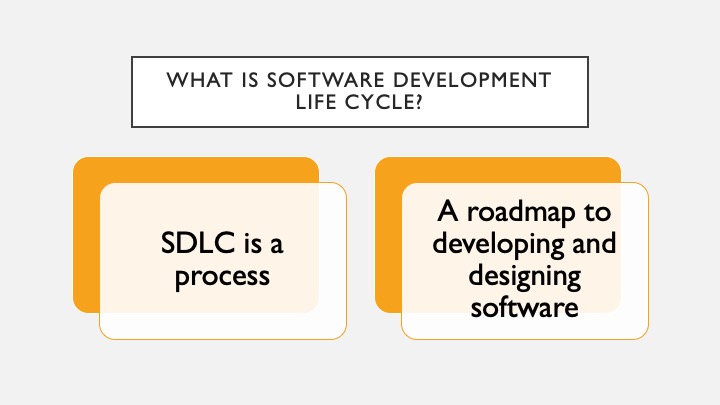 WHAT IS SOFTWARE DEVELOPMENT
LIFE CYCLE?
SDLC is a
process
A roadmap to
developing and
designing
software